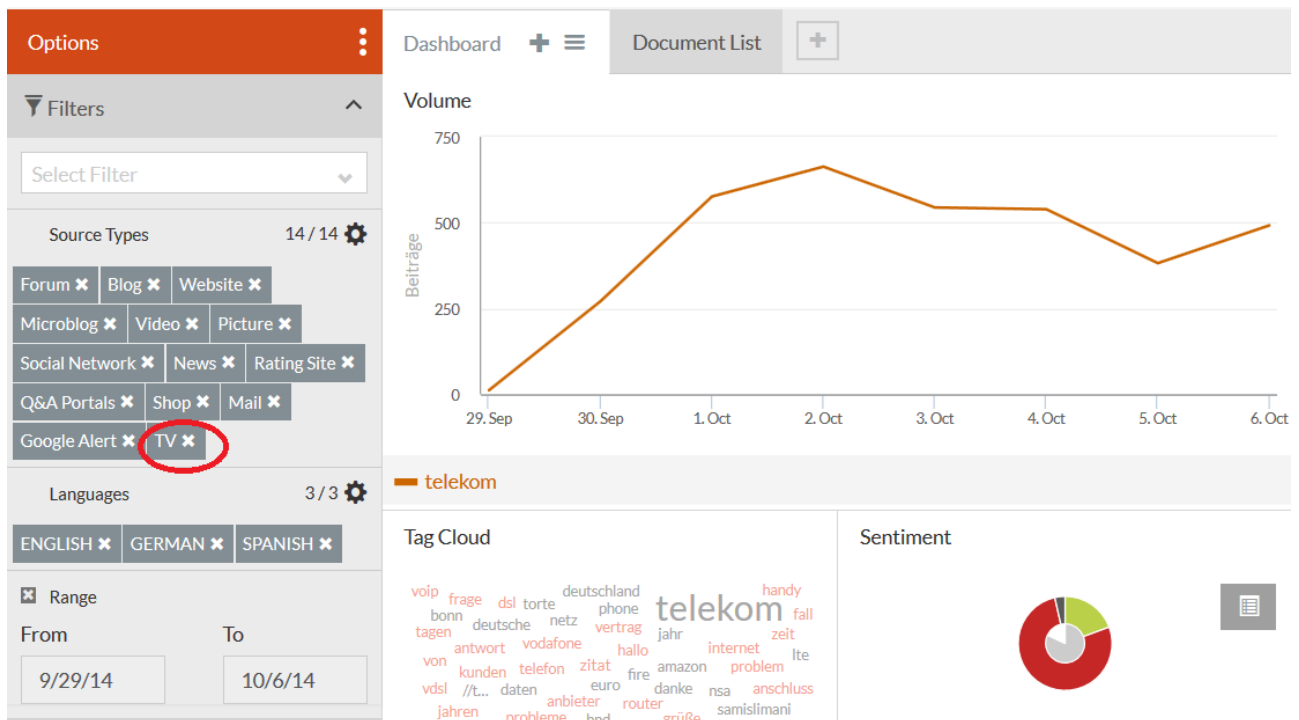 Options
Filters
Select Filter
Source Types 14 / 14
Forum ✖ Blog ✖ Website ✖
Microblog ✖ Video ✖ Picture ✖
Social Network ✖ News ✖ Rating Site ✖
Q&A Portals ✖ Shop ✖ Mail ✖
Google Alert ✖ TV ✖
Languages 3 / 3
ENGLISH ✖ GERMAN ✖ SPANISH ✖
Range
From To
9/29/14 10/6/14
Dashboard Document List
Volume
750
500
250
0
Beiträge
29. Sep 30. Sep 1. Oct 2. Oct 3. Oct 4. Oct 5. Oct 6. Oct
telekom
Tag Cloud
voip frage dsl torte deutschland phone telekom handy fall
bonn deutsche netz vertrag jahr zeit
tagen antwort vodafone hallo internet lte
von kunden telefon zitat fire amazon problem
vdsl //t... daten euro danke nsa anschluss
jahren anbieter router samislimani
probleme bnd grüße
Sentiment